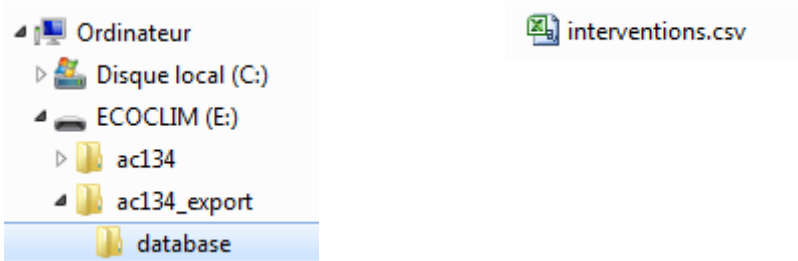 Ordinateur
Disque local (C:)
ECOCLIM (E:)
ac134
ac134_export
database
interventions.csv